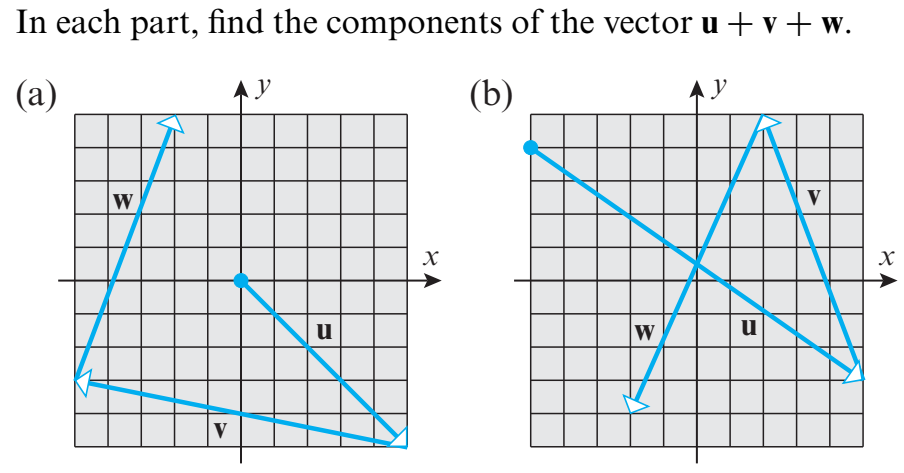 In each part, find the components of the vector u + v + w.
(a) y (b) y
w v
x x
u w u
v